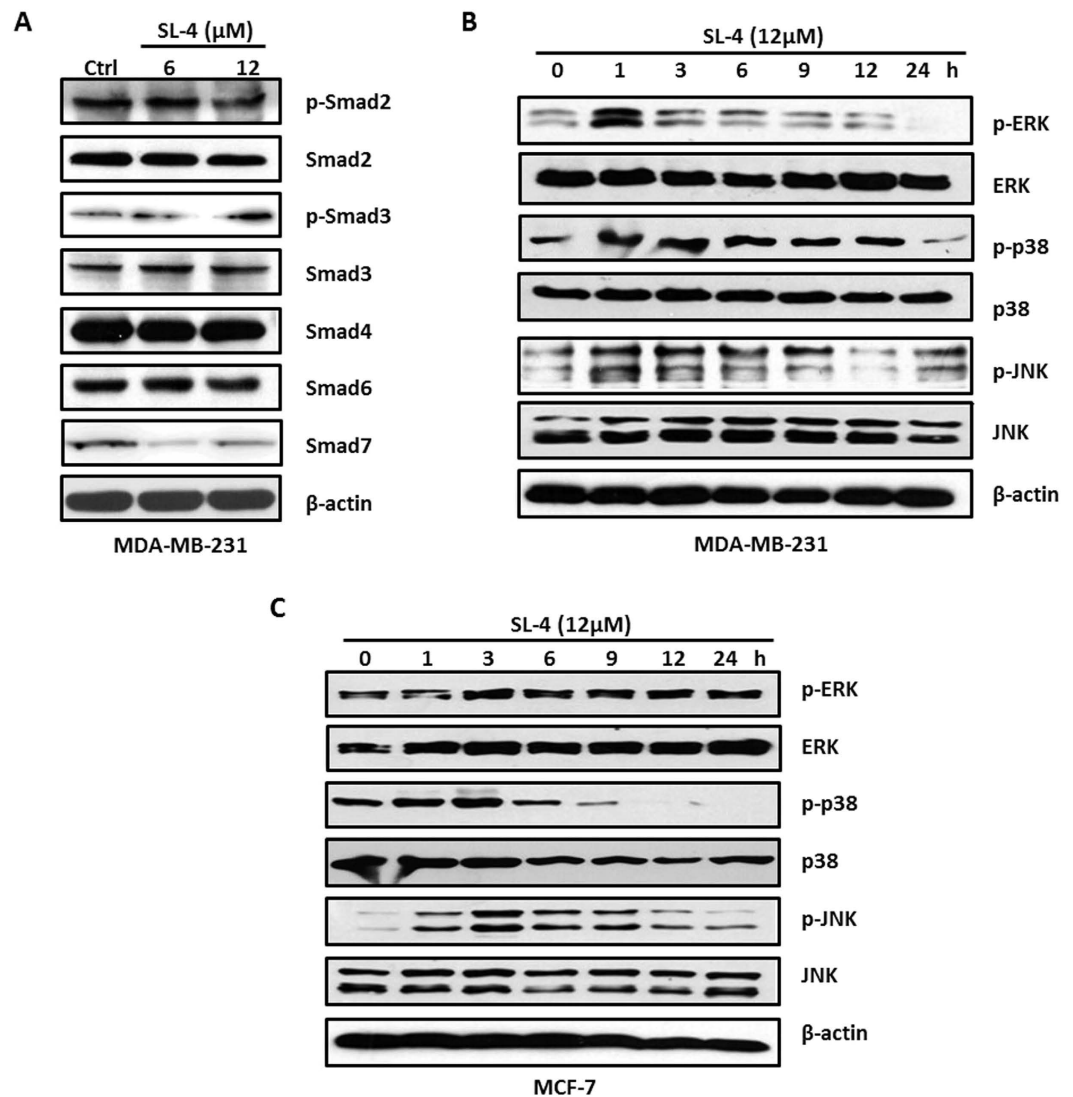 A
SL-4 (μM)
Ctrl 6 12
p-Smad2
Smad2
p-Smad3
Smad3
Smad4
Smad6
Smad7
β-actin
MDA-MB-231
B
SL-4 (12μM)
0 1 3 6 9 12 24 h
p-ERK
ERK
p-p38
p38
p-JNK
JNK
β-actin
MDA-MB-231
C
SL-4 (12μM)
0 1 3 6 9 12 24 h
p-ERK
ERK
p-p38
p38
p-JNK
JNK
β-actin
MCF-7